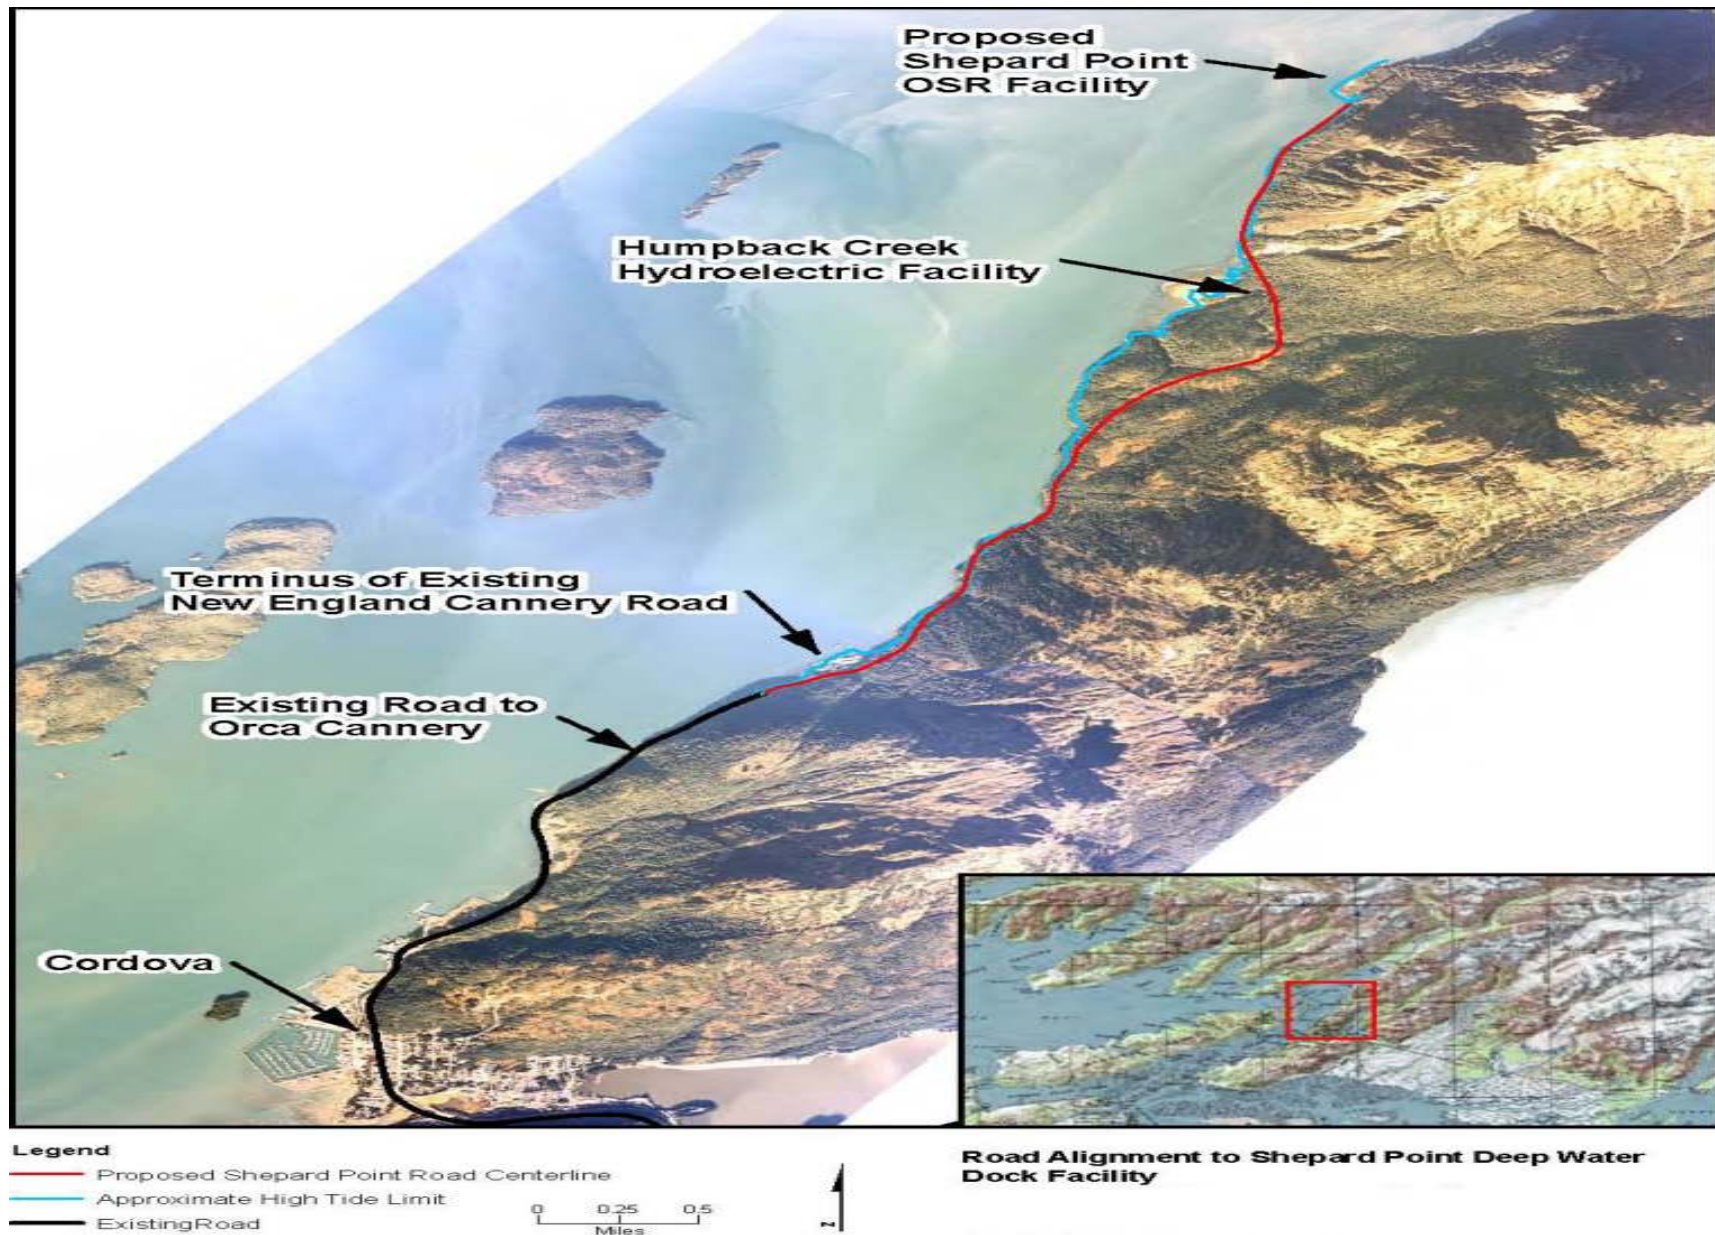 Proposed
Shepard Point
OSR Facility
Humpback Creek
Hydroelectric Facility
Terminus of Existing
New England Cannery Road
Existing Road to
Orca Cannery
Cordova
Legend
Proposed Shepard Point Road Centerline
Approximate High Tide Limit
ExistingRoad
0 0.25 0.5
Miles
N
Road Alignment to Shepard Point Deep Water
Dock Facility